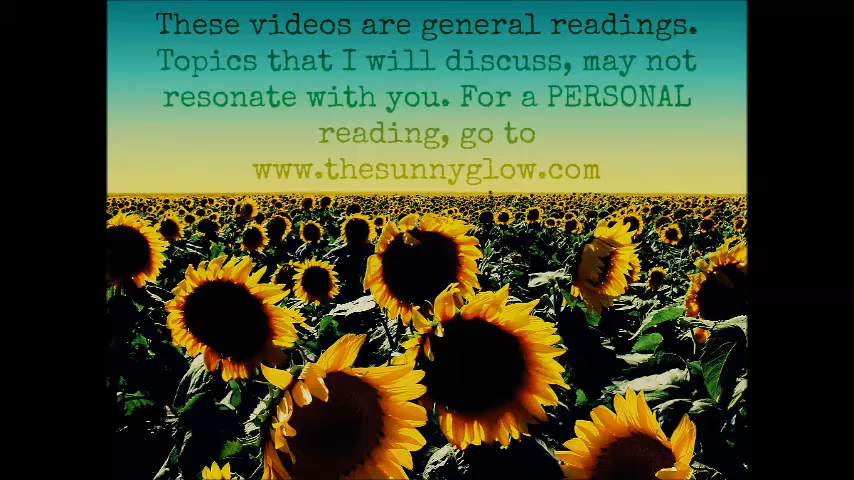 These videos are general readings.
Topics that I will discuss, may not
resonate with you. For a PERSONAL
reading, go to
www.thesunnyglow.com